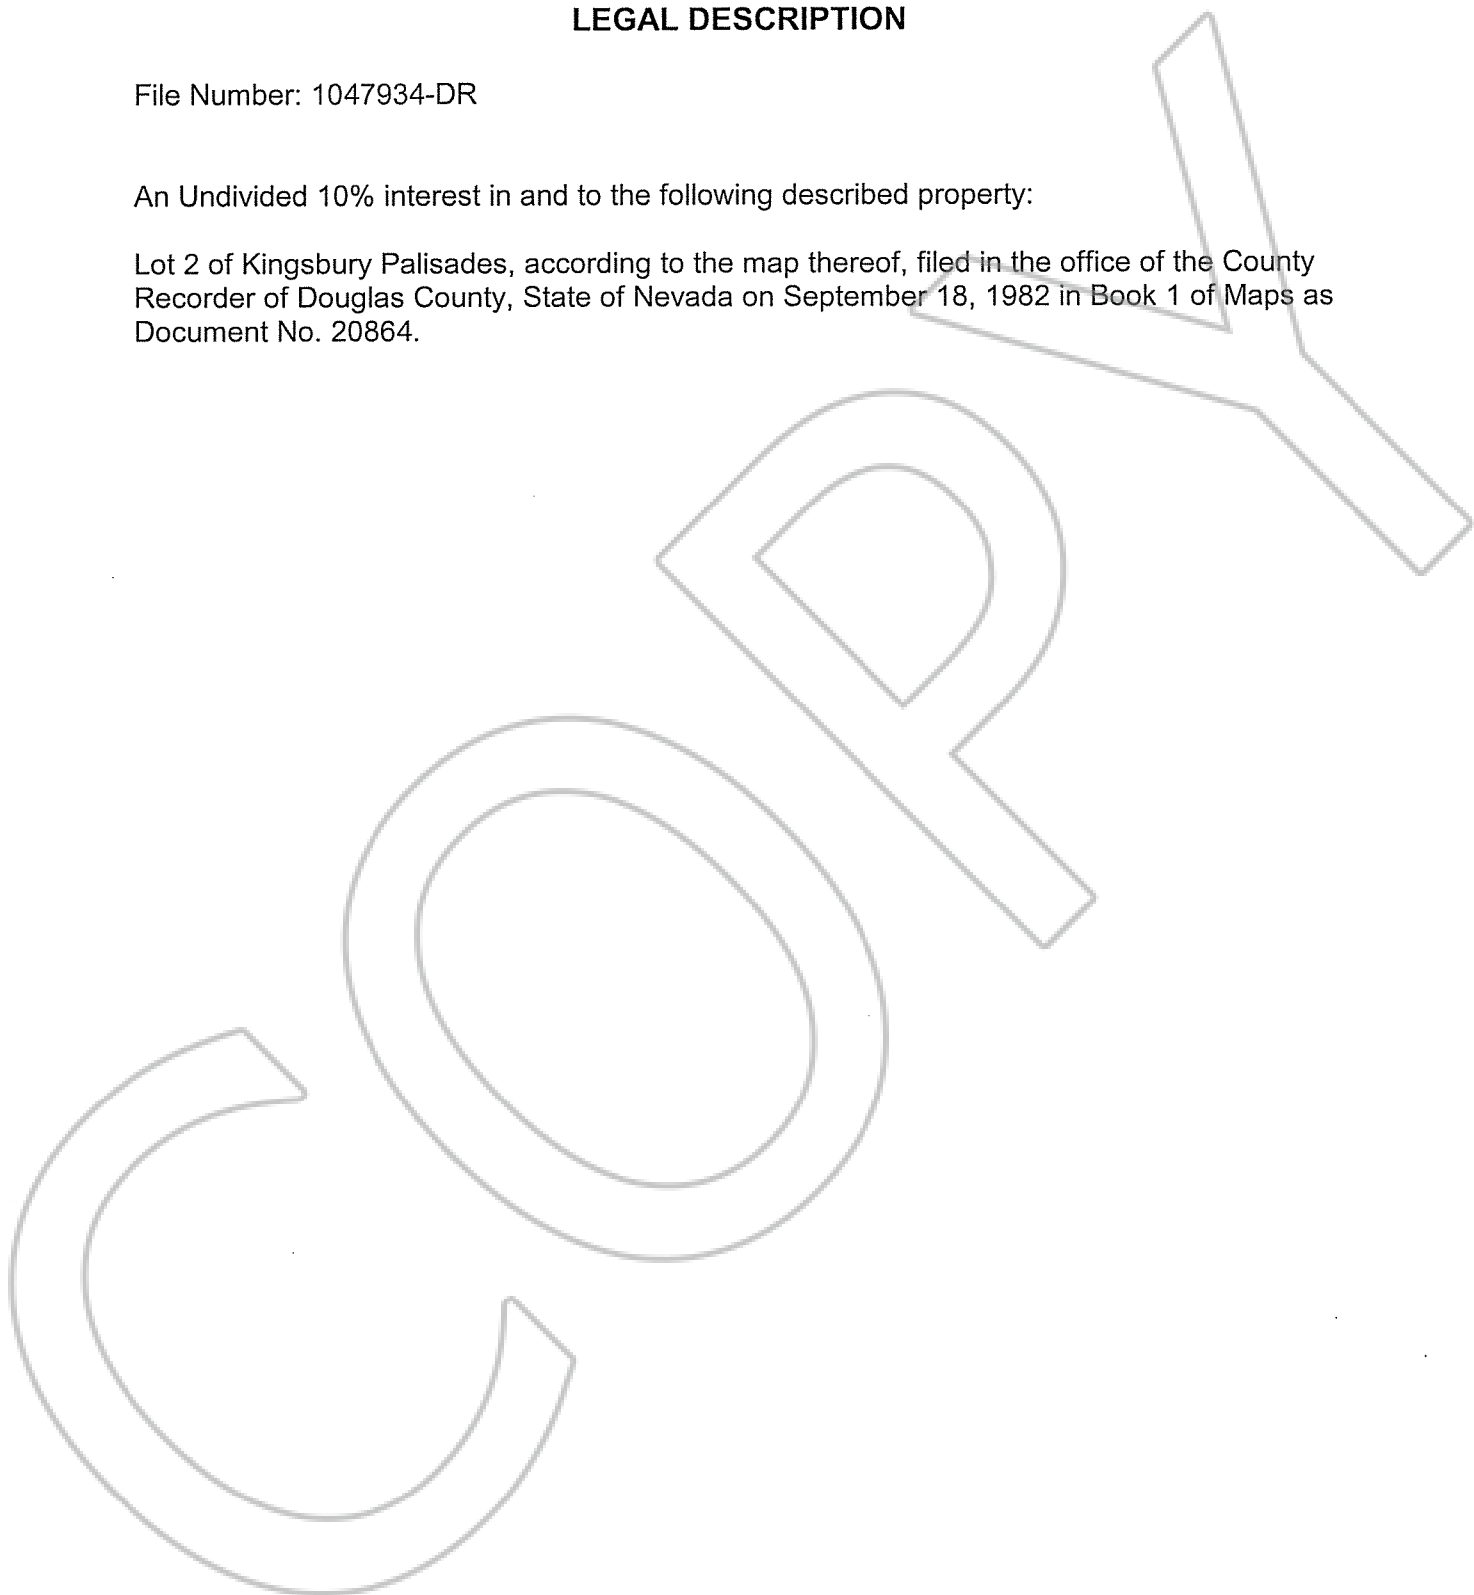 LEGAL DESCRIPTION
File Number: 1047934-DR
An Undivided 10% interest in and to the following described property:
Lot 2 of Kingsbury Palisades, according to the map thereof, filed in the office of the County
Recorder of Douglas County, State of Nevada on September 18, 1982 in Book 1 of Maps as
Document No. 20864.
COPY